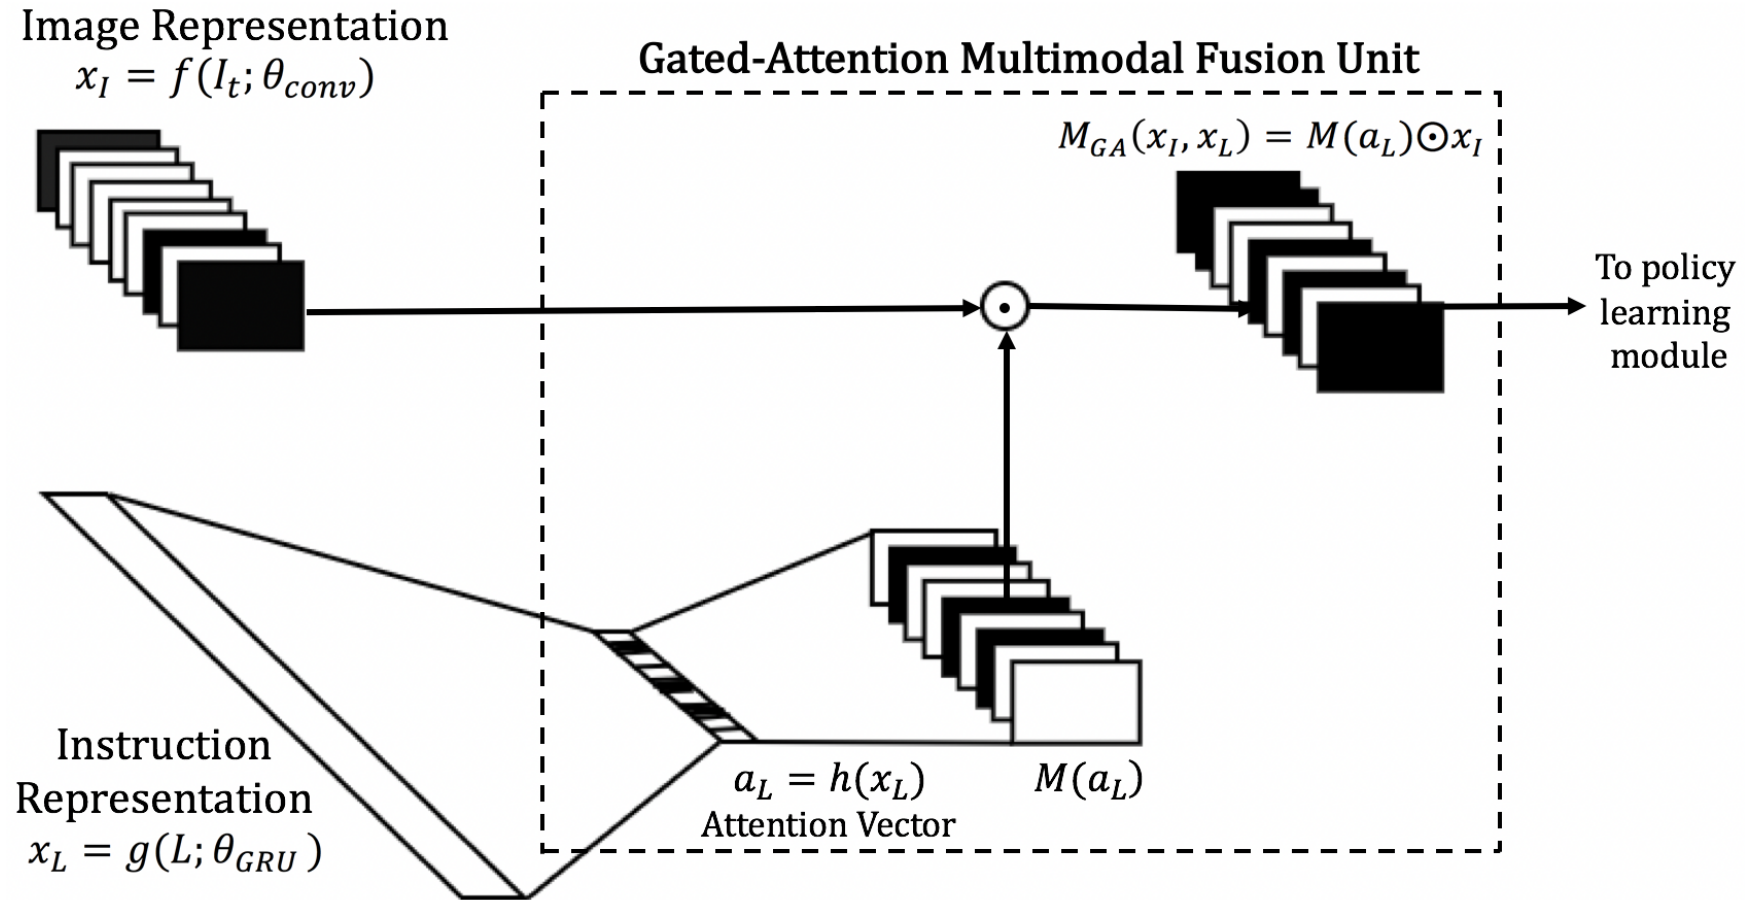 Image Representation
x_I = f(I_t; θ_conv)
Gated-Attention Multimodal Fusion Unit
M_GA(x_I, x_L) = M(a_L)⊙x_I
To policy
learning
module
Instruction
Representation
x_L = g(L; θ_GRU )
a_L = h(x_L)
Attention Vector
M(a_L)